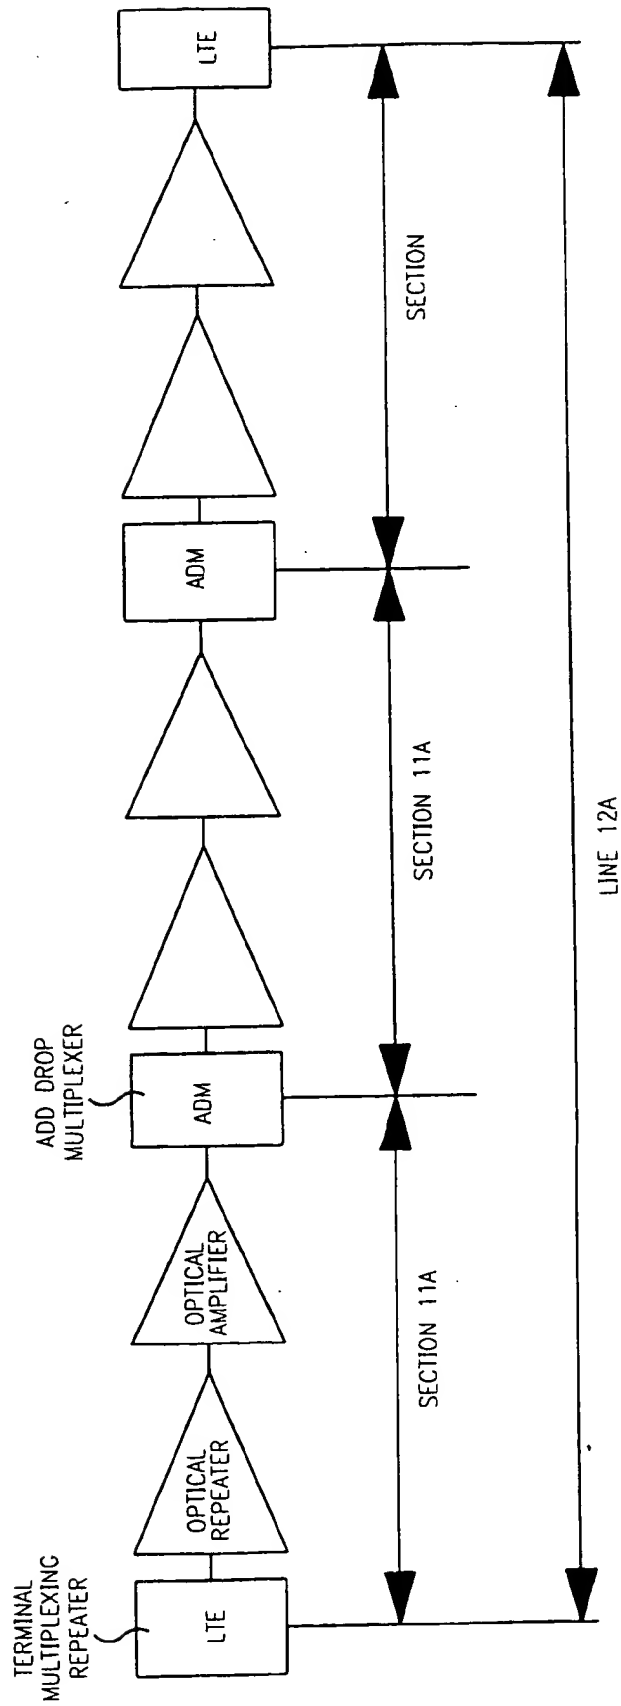 TERMINAL
MULTIPLEXING
REPEATER
LTE
OPTICAL
REPEATER
OPTICAL
AMPLIFIER
ADD DROP
MULTIPLEXER
ADM
ADM
LTE
SECTION 11A
SECTION 11A
SECTION
LINE 12A